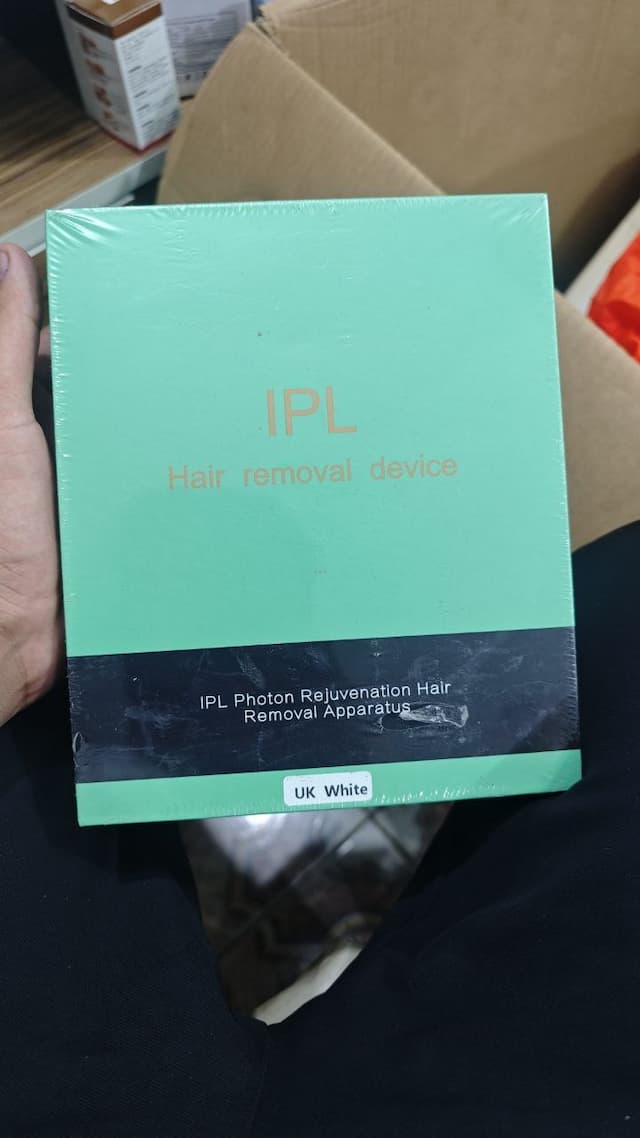 IPL
Hair removal device
IPL Photon Rejuvenation Hair
Removal Apparatus
UK White